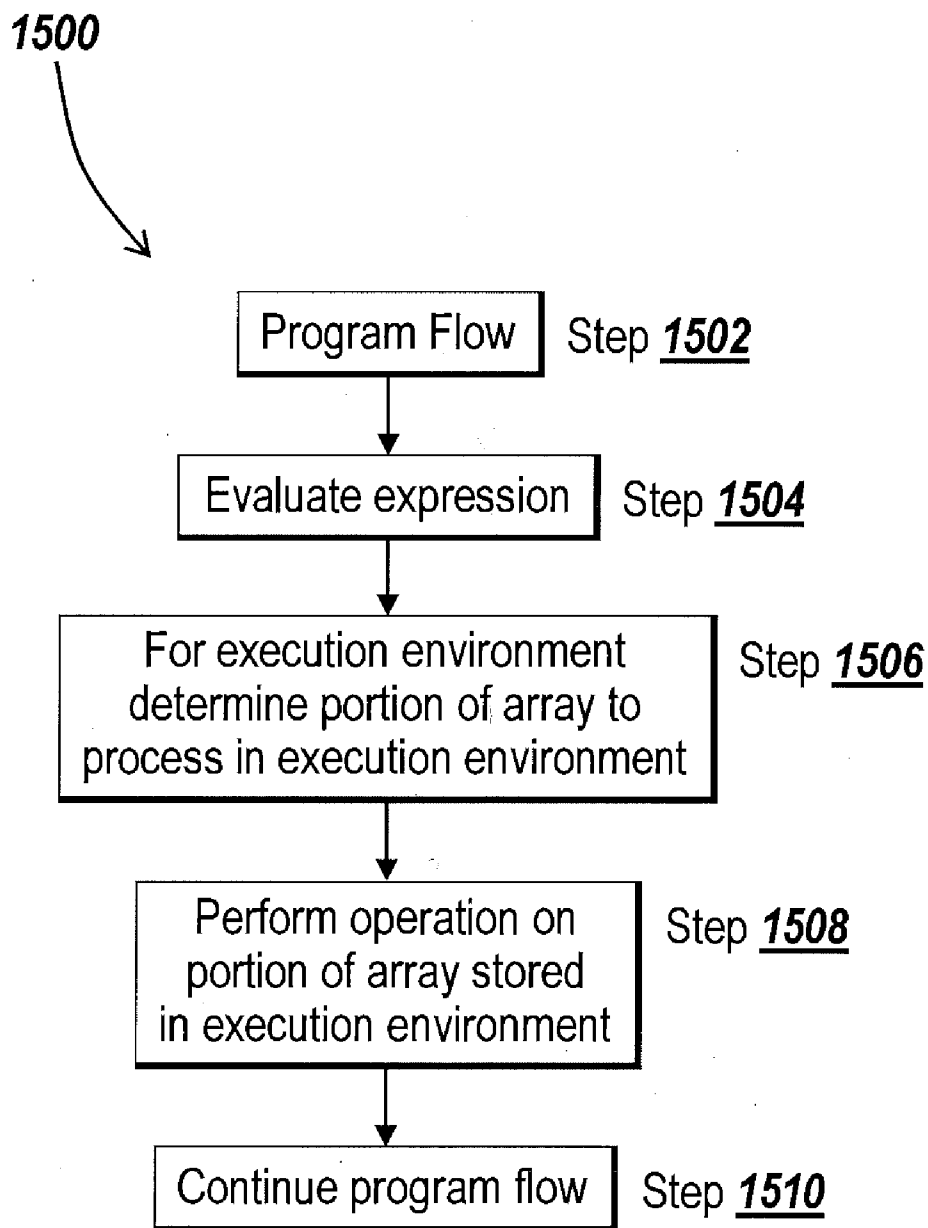 1500
Program Flow
Step 1502
Evaluate expression
Step 1504
For execution environment
determine portion of array to
process in execution environment
Step 1506
Perform operation on
portion of array stored
in execution environment
Step 1508
Continue program flow
Step 1510